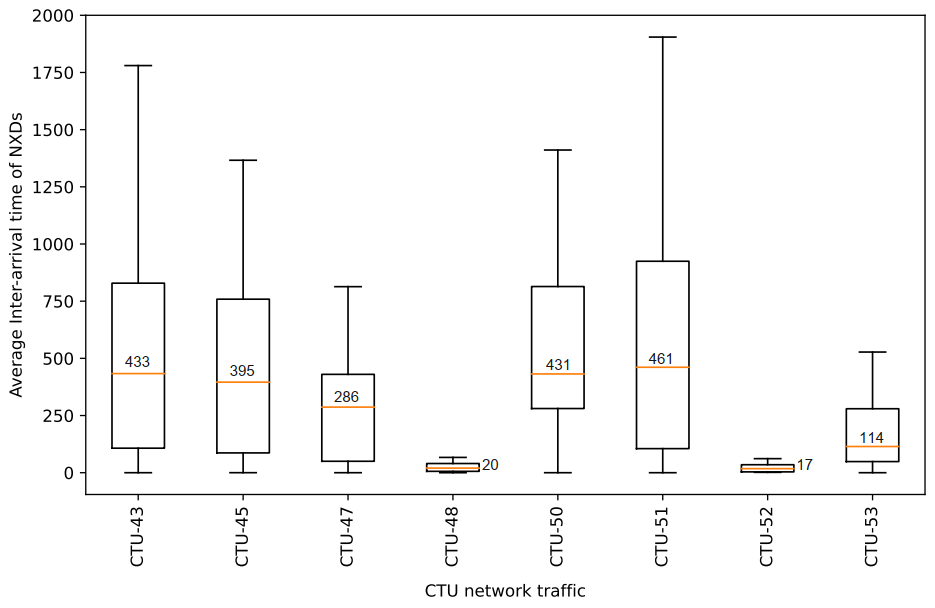 Average Inter-arrival time of NXDs
2000
1750
1500
1250
1000
750
500
250
0
433
395
286
20
431
461
17
114
CTU-43
CTU-45
CTU-47
CTU-48
CTU-50
CTU-51
CTU-52
CTU-53
CTU network traffic